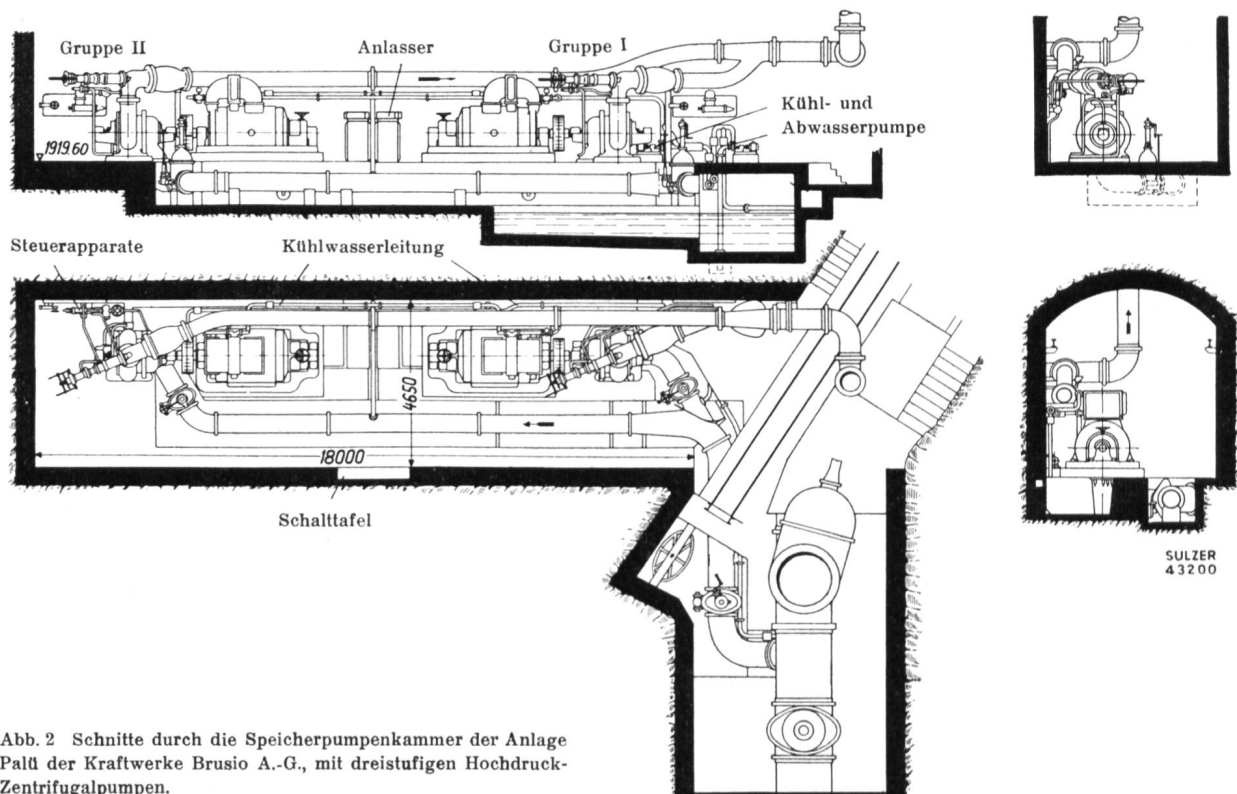 Gruppe II
Anlasser
Gruppe I
Kühl- und
Abwasserpumpe
1919.60
Steuerapparate
Kühlwasserleitung
4650
18000
Schalttafel
SULZER
43200
Abb. 2 Schnitte durch die Speicherpumpenkammer der Anlage
Palü der Kraftwerke Brusio A.-G., mit dreistufigen Hochdruck-
Zentrifugalpumpen.